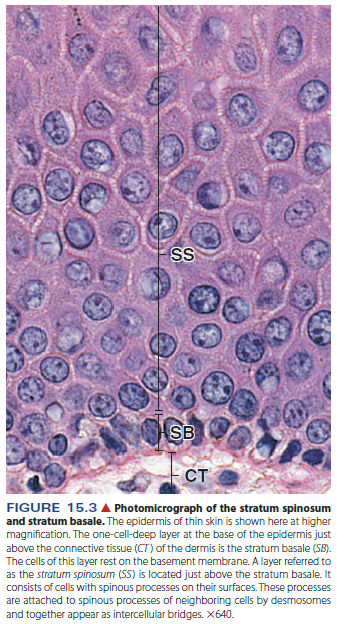 SS
SB
CT
FIGURE 15.3 ▲ Photomicrograph of the stratum spinosum
and stratum basale. The epidermis of thin skin is shown here at higher
magnification. The one-cell-deep layer at the base of the epidermis just
above the connective tissue (CT) of the dermis is the stratum basale (SB).
The cells of this layer rest on the basement membrane. A layer referred to
as the stratum spinosum (SS) is located just above the stratum basale. It
consists of cells with spinous processes on their surfaces. These processes
are attached to spinous processes of neighboring cells by desmosomes
and together appear as intercellular bridges. ×640.